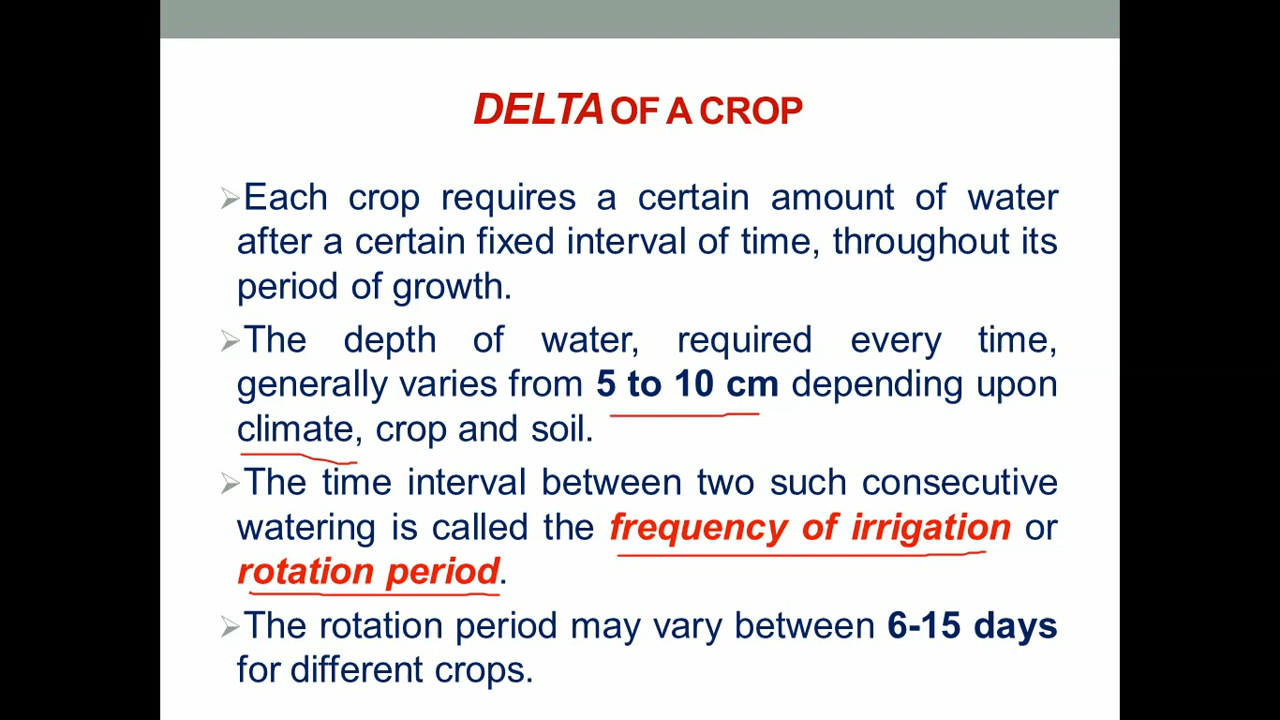 DELTA OF A CROP
➢Each crop requires a certain amount of water
after a certain fixed interval of time, throughout its
period of growth.
➢The depth of water, required every time,
generally varies from 5 to 10 cm depending upon
climate, crop and soil.
➢The time interval between two such consecutive
watering is called the frequency of irrigation or
rotation period.
➢The rotation period may vary between 6-15 days
for different crops.